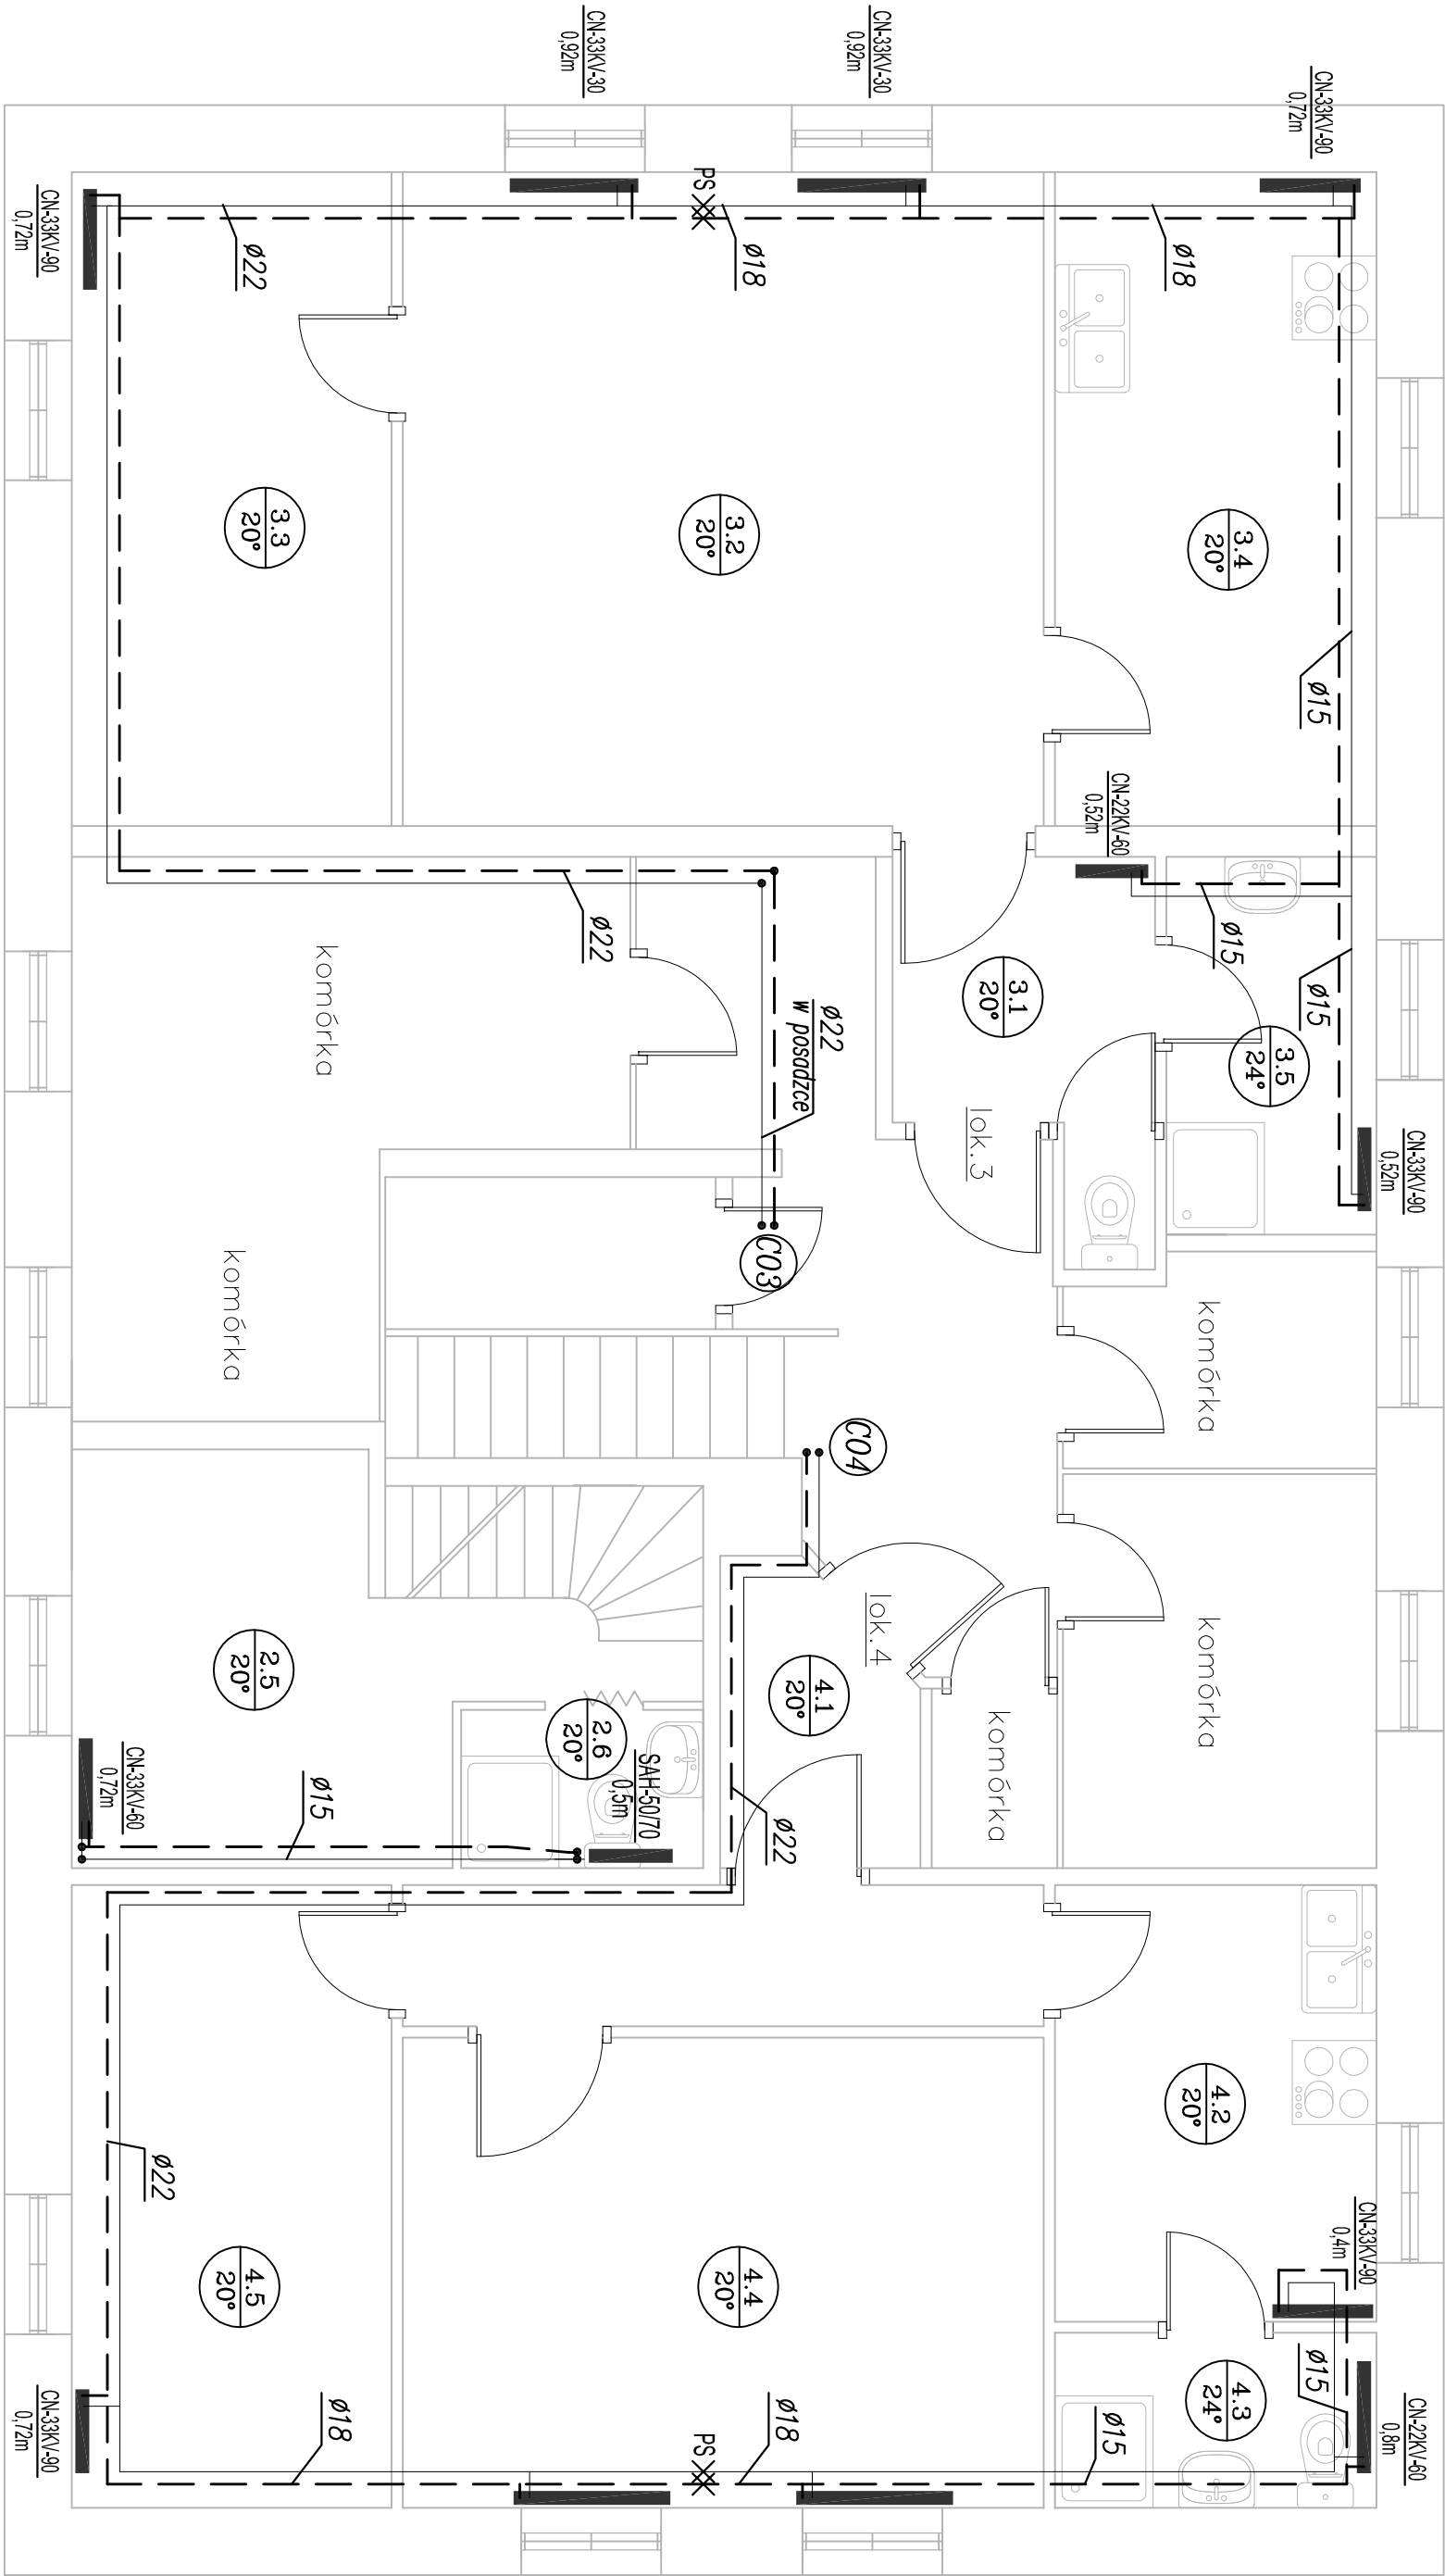 CN-33KV-30
0,92m
CN-33KV-30
0,92m
CN-33KV-90
0,72m
CN-33KV-90
0,72m
PS
ø22
ø18
ø18
3.3
20°
3.2
20°
3.4
20°
ø15
CN-22KV-60
0,52m
ø22
ø15
ø15
komórka
ø22
w posadzce
3.1
20°
3.5
24°
lok.3
CN-33KV-90
0,52m
C03
komórka
komórka
C04
lok.4
komórka
2.5
20°
4.1
20°
2.6
20°
komórka
SAH-50/70
0,5m
CN-33KV-60
0,72m
ø15
ø22
4.2
20°
ø22
CN-33KV-90
0,4m
4.5
20°
4.4
20°
4.3
24°
ø15
CN-33KV-90
0,72m
ø18
PS
ø18
ø15
CN-22KV-60
0,8m